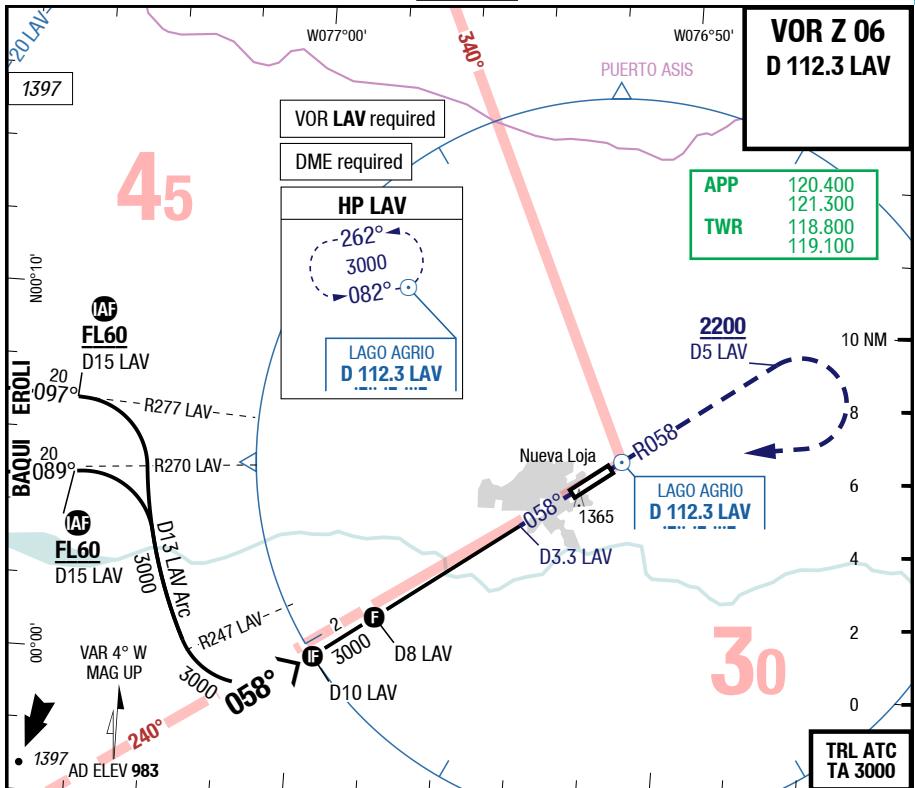 20 LAV
W077°00'
340°
W076°50'
VOR Z 06
D 112.3 LAV
1397
PUERTO ASIS
VOR LAV required
DME required
45
APP 120.400
121.300
TWR 118.800
119.100
HP LAV
262°
3000
082°
LAGO AGRIO
D 112.3 LAV
N00°10'
IAF
FL60
D15 LAV
2200
D5 LAV
10 NM
EROLI
20
097°
R277 LAV
8
R058
BAQUI
20
089°
R270 LAV
Nueva Loja
6
LAGO AGRIO
D 112.3 LAV
1365
058°
IAF
FL60
D15 LAV
D13 LAV Arc
3000
D3.3 LAV
4
R247 LAV
2
F
3000
D8 LAV
2
00°00'
VAR 4° W
MAG UP
3000
058°
IF
D10 LAV
30
0
240°
1397
AD ELEV 983
TRL ATC
TA 3000